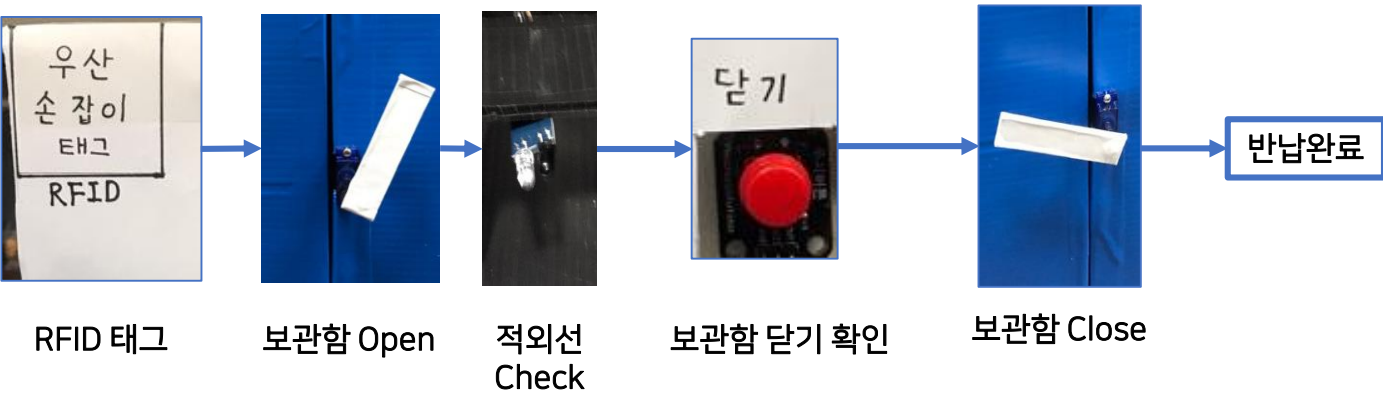 우산
손잡이
태그
RFID
닫기
반납완료
RFID 태그
보관함 Open
적외선
Check
보관함 닫기 확인
보관함 Close